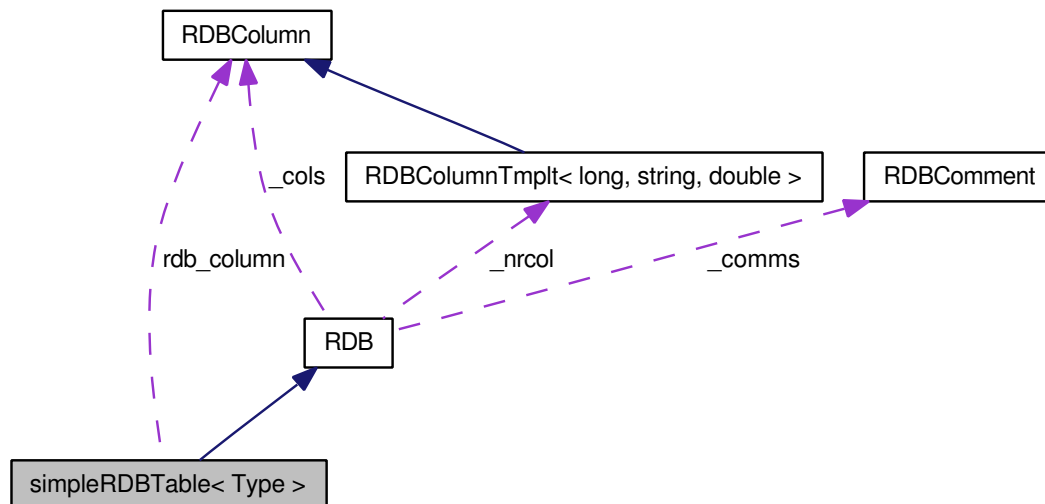 RDBColumn
RDBColumnTmplt< long, string, double >
RDBComment
_cols
rdb_column
_nrcol
_comms
RDB
simpleRDBTable< Type >